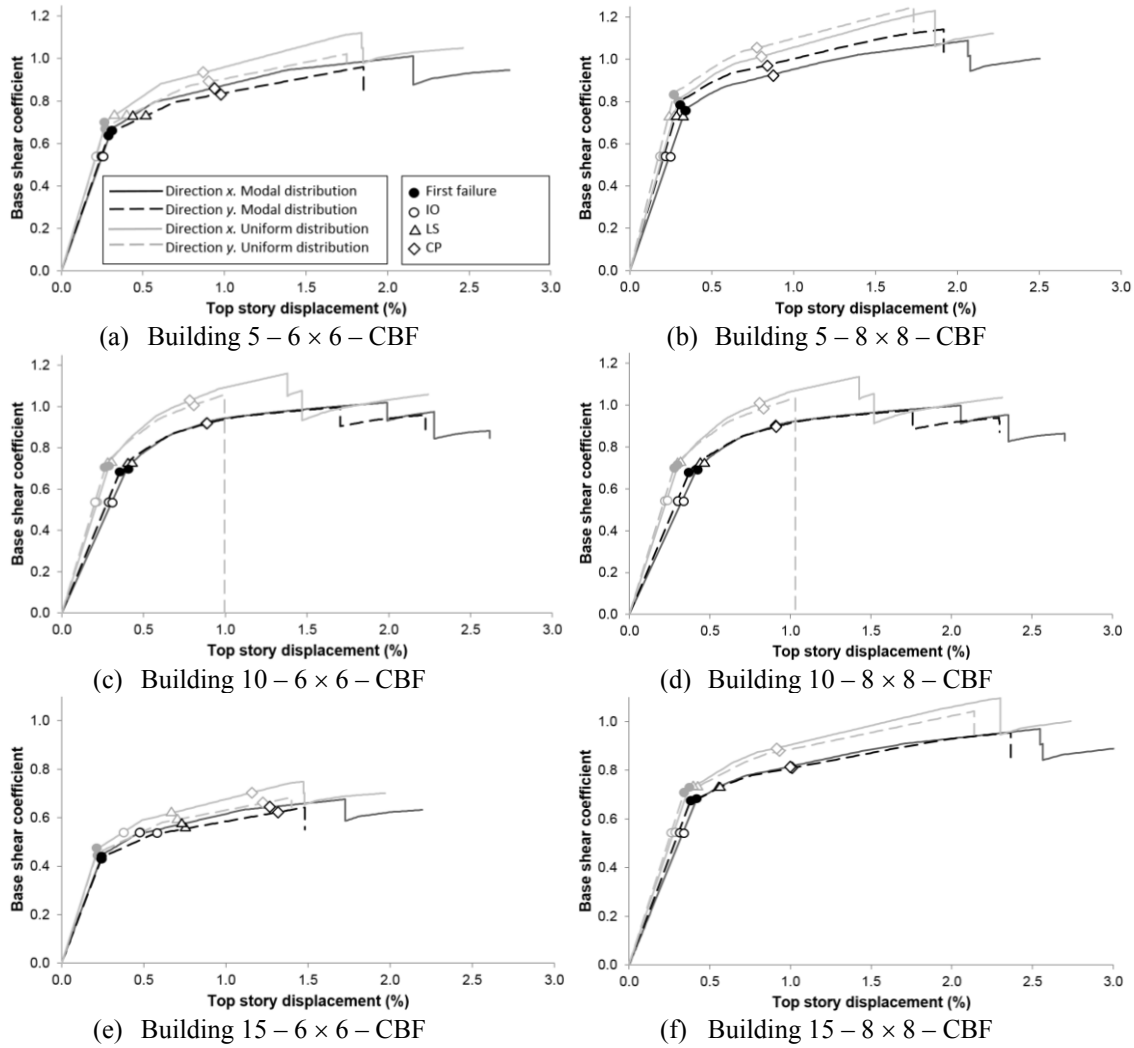 1.2
1.0
0.8
0.6
0.4
0.2
0.0
Base shear coefficient
Direction x. Modal distribution
Direction y. Modal distribution
Direction x. Uniform distribution
Direction y. Uniform distribution
First failure
IO
LS
CP
0.0 0.5 1.0 1.5 2.0 2.5 3.0
Top story displacement (%)
(a) Building 5 – 6 × 6 – CBF
1.2
1.0
0.8
0.6
0.4
0.2
0.0
Base shear coefficient
0.0 0.5 1.0 1.5 2.0 2.5 3.0
Top story displacement (%)
(b) Building 5 – 8 × 8 – CBF
1.2
1.0
0.8
0.6
0.4
0.2
0.0
Base shear coefficient
0.0 0.5 1.0 1.5 2.0 2.5 3.0
Top story displacement (%)
(c) Building 10 – 6 × 6 – CBF
1.2
1.0
0.8
0.6
0.4
0.2
0.0
Base shear coefficient
0.0 0.5 1.0 1.5 2.0 2.5 3.0
Top story displacement (%)
(d) Building 10 – 8 × 8 – CBF
1.0
0.8
0.6
0.4
0.2
0.0
Base shear coefficient
0.0 0.5 1.0 1.5 2.0 2.5 3.0
Top story displacement (%)
(e) Building 15 – 6 × 6 – CBF
1.0
0.8
0.6
0.4
0.2
0.0
Base shear coefficient
0.0 0.5 1.0 1.5 2.0 2.5 3.0
Top story displacement (%)
(f) Building 15 – 8 × 8 – CBF